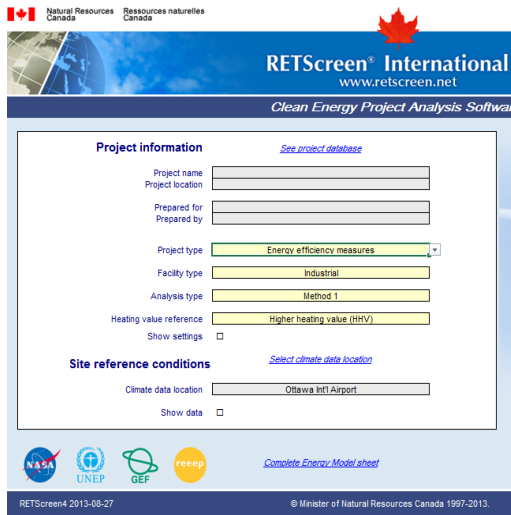 Natural Resources Ressources naturelles
Canada Canada
RETScreen® International
www.retscreen.net
Clean Energy Project Analysis Softwar
Project information See project database
Project name
Project location
Prepared for
Prepared by
Project type Energy efficiency measures
Facility type Industrial
Analysis type Method 1
Heating value reference Higher heating value (HHV)
Show settings
Site reference conditions Select climate data location
Climate data location Ottawa Int'l Airport
Show data
NASA UNEP GEF reeep Complete Energy Model sheet
RETScreen4 2013-08-27 © Minister of Natural Resources Canada 1997-2013.